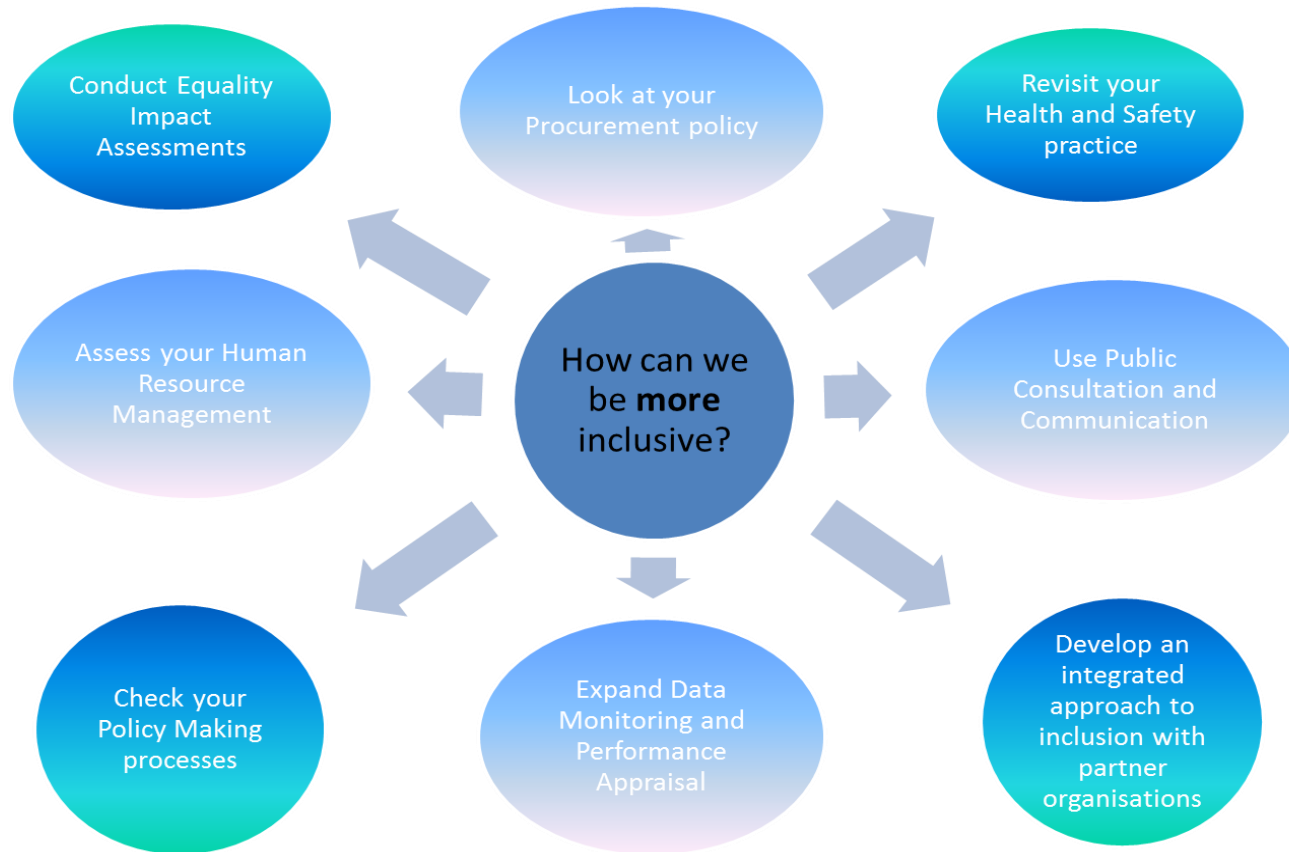 Conduct Equality
Impact
Assessments
Look at your
Procurement policy
Revisit your
Health and Safety
practice
Assess your Human
Resource
Management
How can we
be more
inclusive?
Use Public
Consultation and
Communication
Check your
Policy Making
processes
Expand Data
Monitoring and
Performance
Appraisal
Develop an
integrated
approach to
inclusion with
partner
organisations